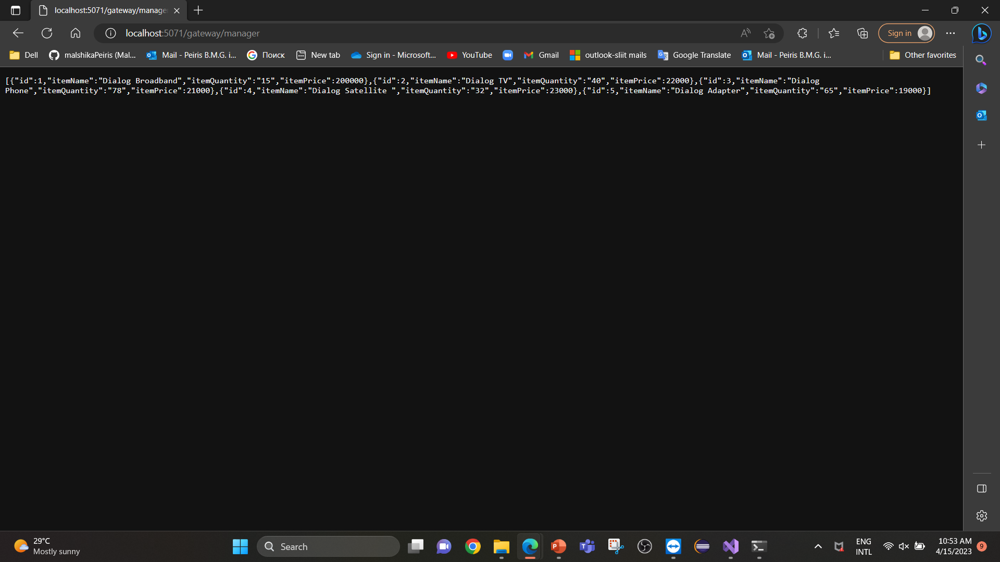 localhost:5071/gateway/manage
localhost:5071/gateway/manager
Sign in
Dell
malshikaPeiris (Mal...
Mail - Peiris B.M.G. i...
Поиск
New tab
Sign in - Microsoft...
YouTube
Gmail
outlook-sliit mails
Google Translate
Mail - Peiris B.M.G. i...
Other favorites
[{"id":1,"itemName":"Dialog Broadband","itemQuantity":"15","itemPrice":200000},{"id":2,"itemName":"Dialog TV","itemQuantity":"40","itemPrice":22000},{"id":3,"itemName":"Dialog
Phone","itemQuantity":"78","itemPrice":21000},{"id":4,"itemName":"Dialog Satellite ","itemQuantity":"32","itemPrice":23000},{"id":5,"itemName":"Dialog Adapter","itemQuantity":"65","itemPrice":19000}]
29°C
Mostly sunny
Search
ENG
INTL
10:53 AM
4/15/2023
9